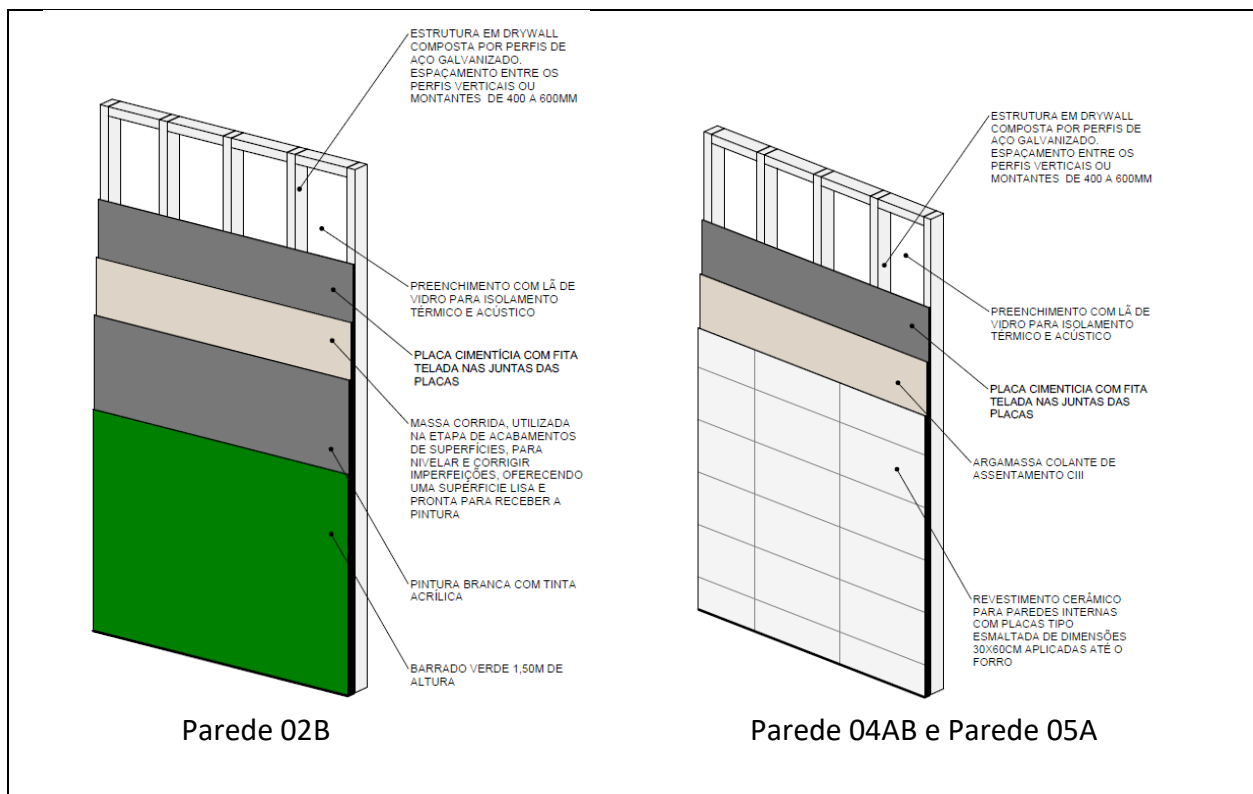 ESTRUTURA EM DRYWALL
COMPOSTA POR PERFIS DE
AÇO GALVANIZADO.
ESPAÇAMENTO ENTRE OS
PERFIS VERTICAIS OU
MONTANTES DE 400 A 600MM
PREENCHIMENTO COM LÃ DE
VIDRO PARA ISOLAMENTO
TÉRMICO E ACÚSTICO
PLACA CIMENTÍCIA COM FITA
TELADA NAS JUNTAS DAS
PLACAS
MASSA CORRIDA, UTILIZADA
NA ETAPA DE ACABAMENTOS
DE SUPERFÍCIES, PARA
NIVELAR E CORRIGIR
IMPERFEIÇÕES, OFERECENDO
UMA SUPERFICIE LISA E
PRONTA PARA RECEBER A
PINTURA
PINTURA BRANCA COM TINTA
ACRÍLICA
BARRADO VERDE 1,50M DE
ALTURA
Parede 02B
ESTRUTURA EM DRYWALL
COMPOSTA POR PERFIS DE
AÇO GALVANIZADO.
ESPAÇAMENTO ENTRE OS
PERFIS VERTICAIS OU
MONTANTES DE 400 A 600MM
PREENCHIMENTO COM LÃ DE
VIDRO PARA ISOLAMENTO
TÉRMICO E ACÚSTICO
PLACA CIMENTICIA COM FITA
TELADA NAS JUNTAS DAS
PLACAS
ARGAMASSA COLANTE DE
ASSENTAMENTO CIII
REVESTIMENTO CERÂMICO
PARA PAREDES INTERNAS
COM PLACAS TIPO
ESMALTADA DE DIMENSÕES
30X60CM APLICADAS ATÉ O
FORRO
Parede 04AB e Parede 05A